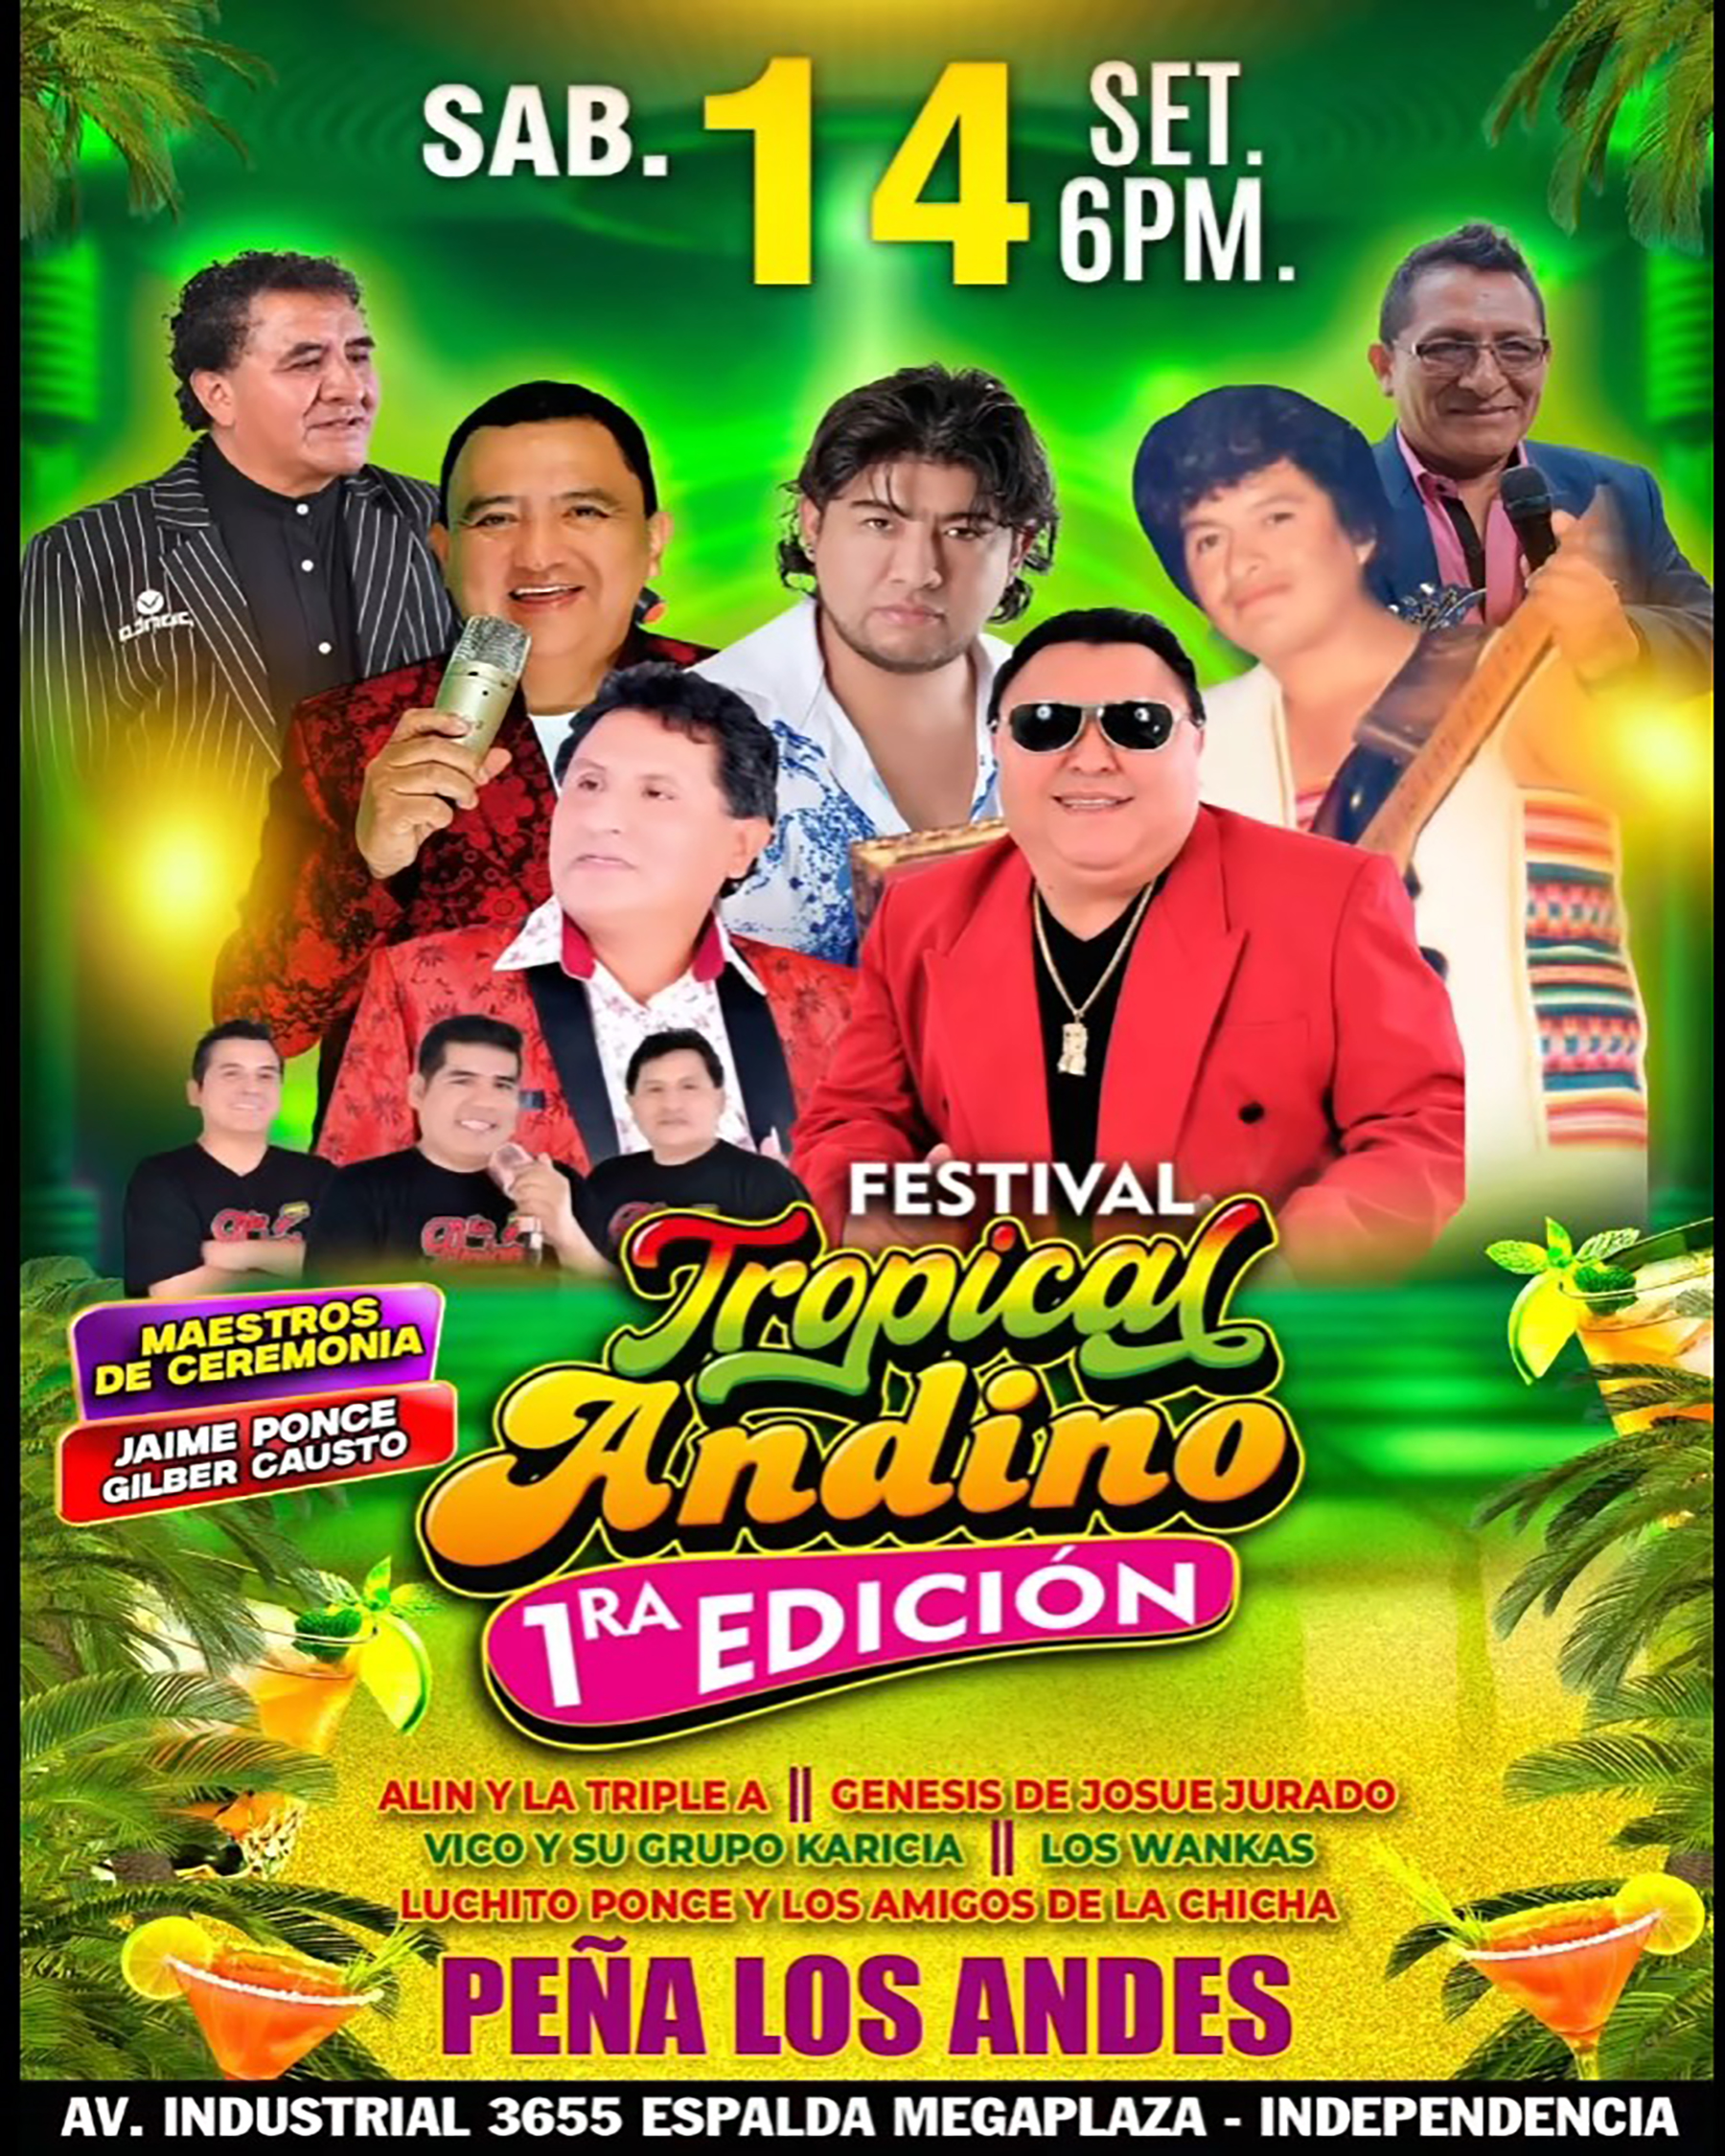 SAB. 14 SET.
6PM.
FESTIVAL
Tropical
Andino
1RA EDICIÓN
MAESTROS
DE CEREMONIA
JAIME PONCE
GILBER CAUSTO
ALIN Y LA TRIPLE A || GENESIS DE JOSUE JURADO
VICO Y SU GRUPO KARICIA || LOS WANKAS
LUCHITO PONCE Y LOS AMIGOS DE LA CHICHA
PEÑA LOS ANDES
AV. INDUSTRIAL 3655 ESPALDA MEGAPLAZA - INDEPENDENCIA